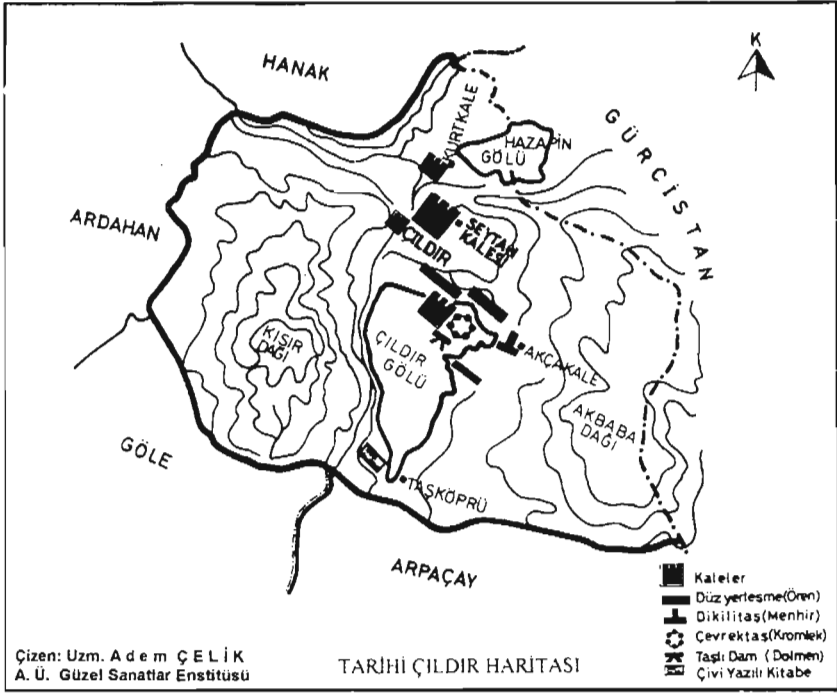 K
HANAK
KURTKALE
HAZAPİN
GÖLÜ
GÜRCİSTAN
ARDAHAN
ŞEYTAN
KALESİ
ÇILDIR
KISIR
DAĞI
ÇILDIR
GÖLÜ
AKÇAKALE
AKBABA
DAĞI
GÖLE
TAŞKÖPRÜ
ARPAÇAY
Kaleler
Düz yerleşme(Ören)
Dikilitaş(Menhir)
Çevrektaş(Kromlek)
Taşlı Dam (Dolmen)
Çivi Yazılı Kitabe
Çizen: Uzm. Adem ÇELİK
A. Ü. Güzel Sanatlar Enstitüsü
TARİHİ ÇILDIR HARİTASI